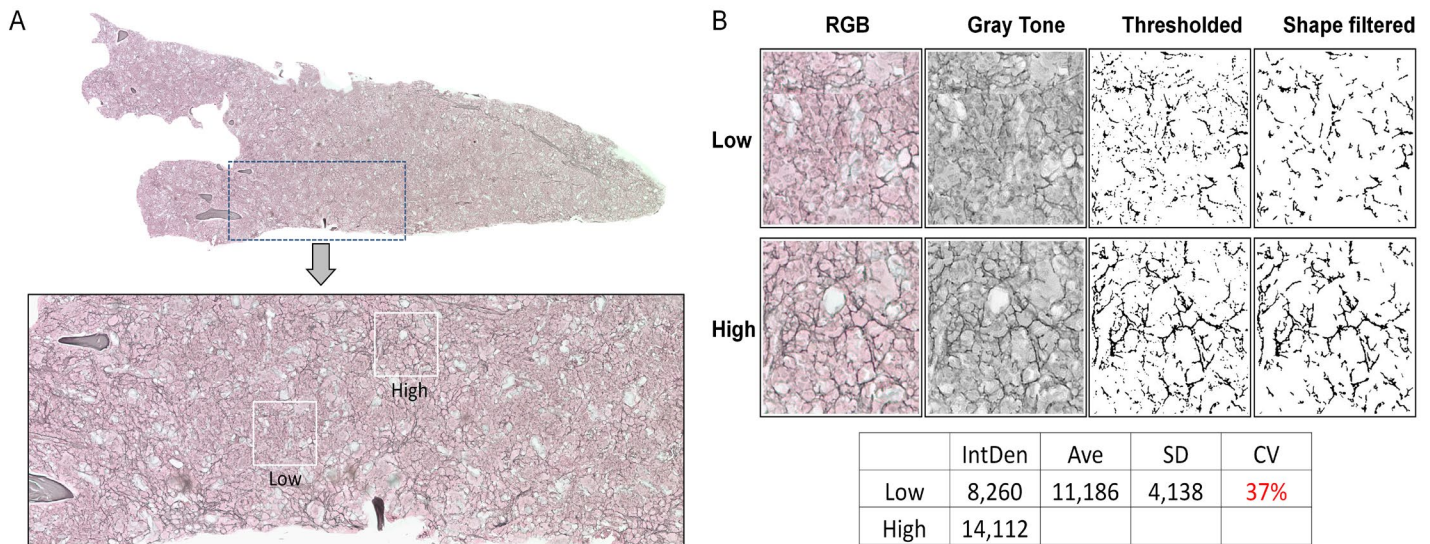 A
High
Low
B
RGB Gray Tone Thresholded Shape filtered
Low
High
IntDen Ave SD CV
Low 8,260 11,186 4,138 37%
High 14,112